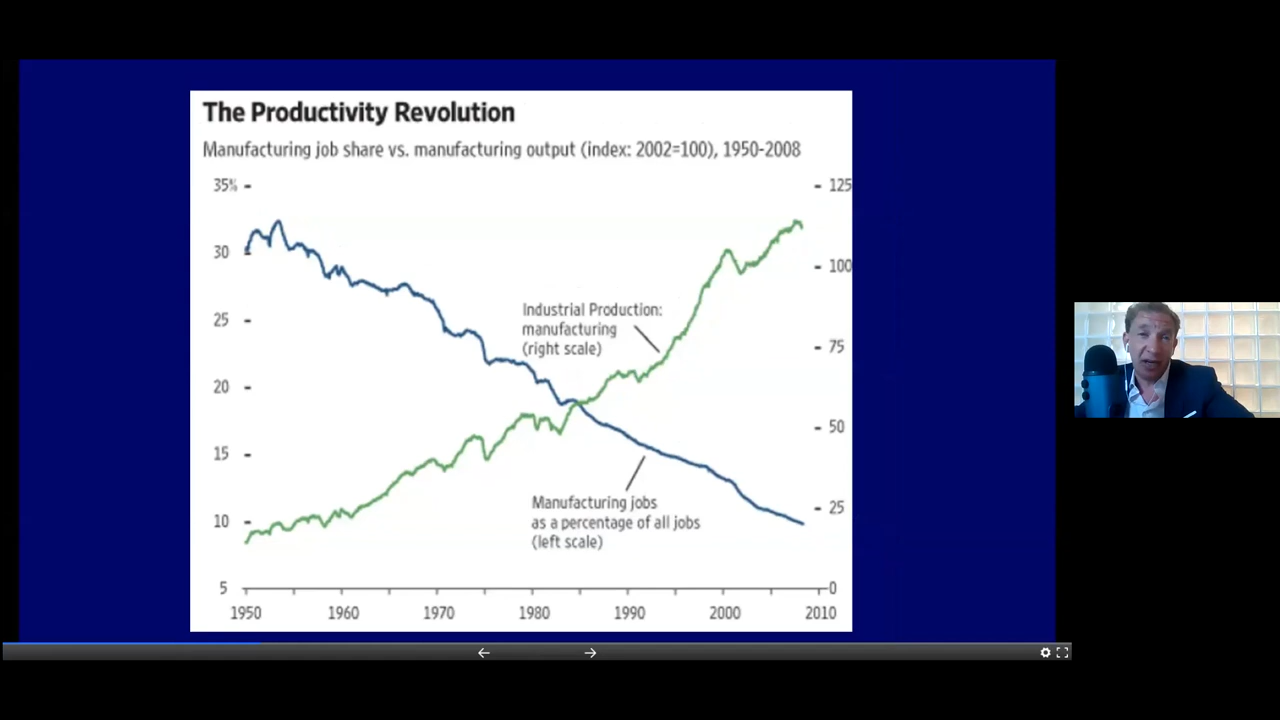 The Productivity Revolution
Manufacturing job share vs. manufacturing output (index: 2002=100), 1950-2008
35%
125
30
100
25
75
20
50
15
25
10
0
5
Industrial Production:
manufacturing
(right scale)
Manufacturing jobs
as a percentage of all jobs
(left scale)
1950
1960
1970
1980
1990
2000
2010